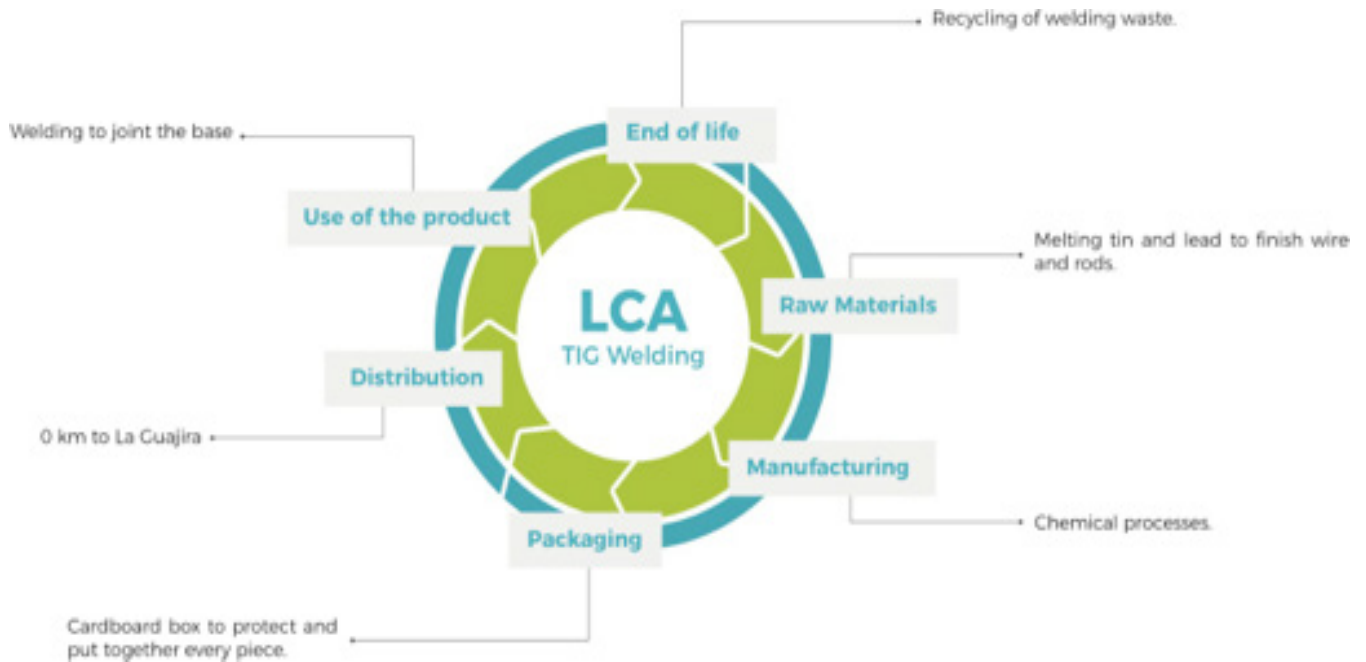 Recycling of welding waste.
End of life
Welding to joint the base
Use of the product
Melting tin and lead to finish wire
and rods.
Raw Materials
LCA
TIG Welding
Distribution
0 km to La Guajira
Manufacturing
Chemical processes.
Packaging
Cardboard box to protect and
put together every piece.